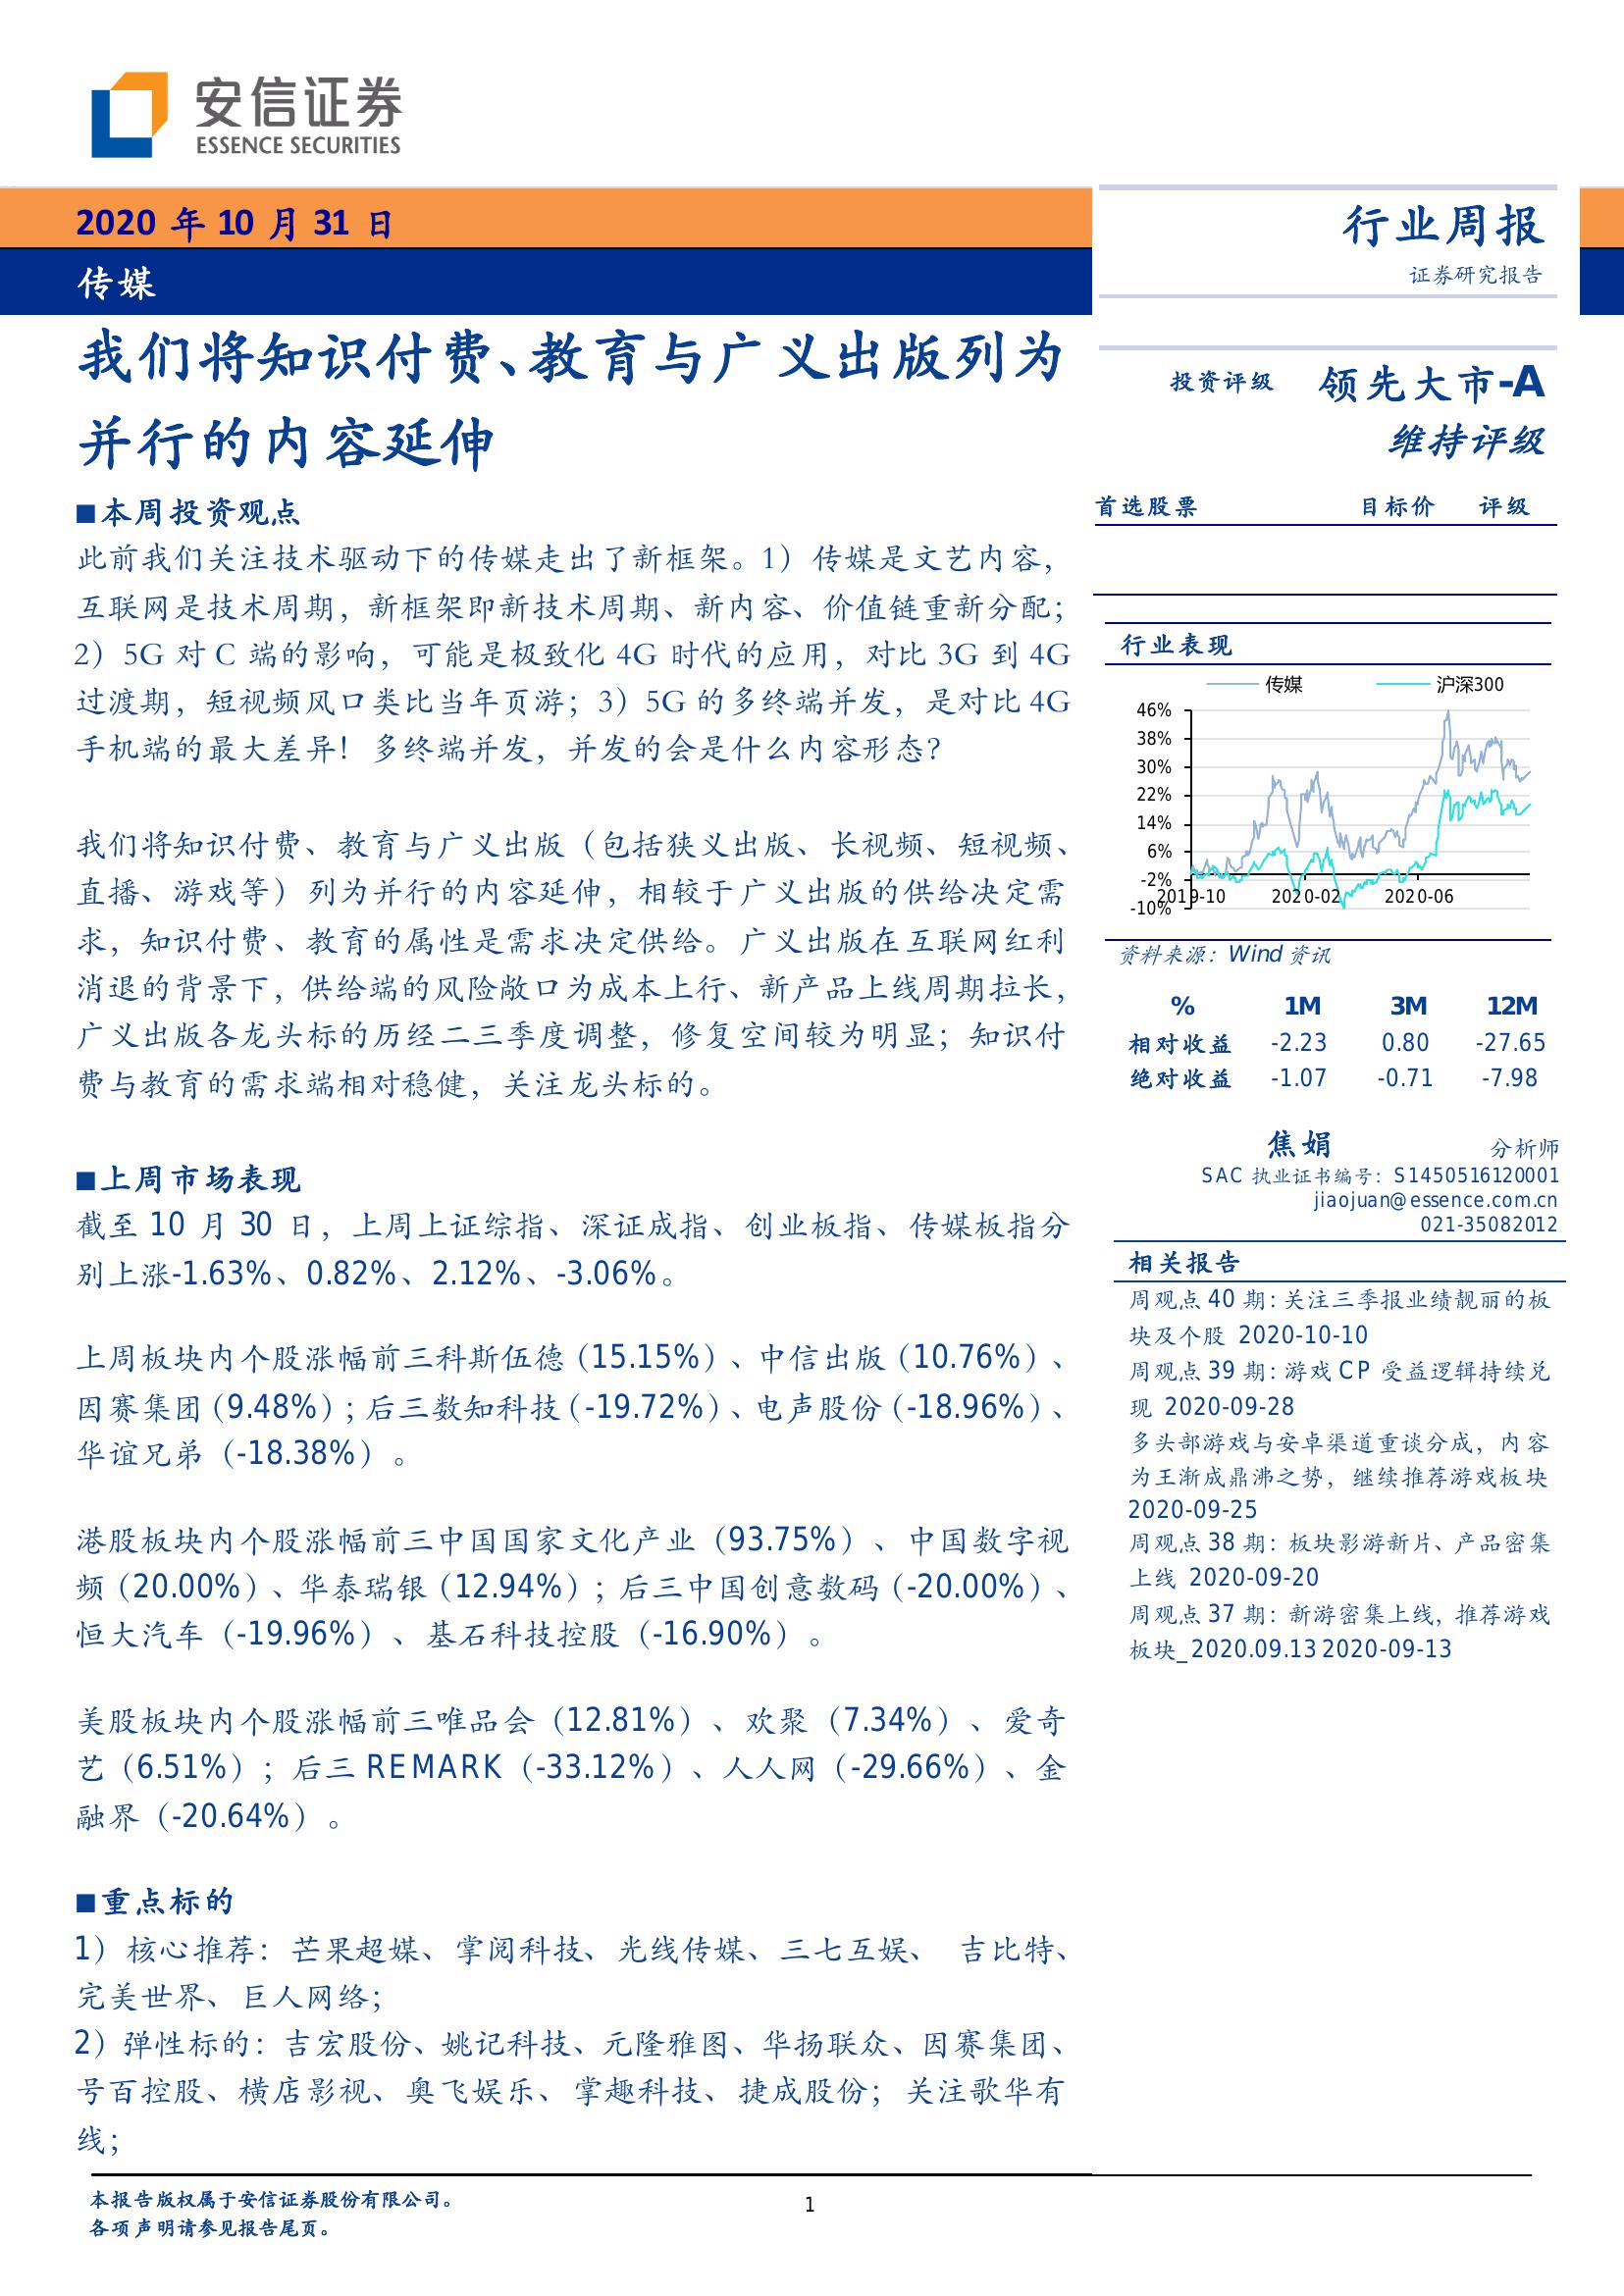 安信证券
ESSENCE SECURITIES
2020 年 10 月 31 日
传媒
我们将知识付费、教育与广义出版列为
并行的内容延伸
■本周投资观点
此前我们关注技术驱动下的传媒走出了新框架。1）传媒是文艺内容，
互联网是技术周期，新框架即新技术周期、新内容、价值链重新分配；
2）5G 对 C 端的影响，可能是极致化 4G 时代的应用，对比 3G 到 4G
过渡期，短视频风口类比当年页游；3）5G 的多终端并发，是对比 4G
手机端的最大差异！多终端并发，并发的会是什么内容形态？
我们将知识付费、教育与广义出版（包括狭义出版、长视频、短视频、
直播、游戏等）列为并行的内容延伸，相较于广义出版的供给决定需
求，知识付费、教育的属性是需求决定供给。广义出版在互联网红利
消退的背景下，供给端的风险敞口为成本上行、新产品上线周期拉长，
广义出版各龙头标的历经二三季度调整，修复空间较为明显；知识付
费与教育的需求端相对稳健，关注龙头标的。
■上周市场表现
截至 10 月 30 日，上周上证综指、深证成指、创业板指、传媒板指分
别上涨-1.63%、0.82%、2.12%、-3.06%。
上周板块内个股涨幅前三科斯伍德（15.15%）、中信出版（10.76%）、
因赛集团（9.48%）；后三数知科技（-19.72%）、电声股份（-18.96%）、
华谊兄弟（-18.38%）。
港股板块内个股涨幅前三中国国家文化产业（93.75%）、中国数字视
频（20.00%）、华泰瑞银（12.94%）；后三中国创意数码（-20.00%）、
恒大汽车（-19.96%）、基石科技控股（-16.90%）。
美股板块内个股涨幅前三唯品会（12.81%）、欢聚（7.34%）、爱奇
艺（6.51%）；后三 REMARK（-33.12%）、人人网（-29.66%）、金
融界（-20.64%）。
■重点标的
1）核心推荐：芒果超媒、掌阅科技、光线传媒、三七互娱、 吉比特、
完美世界、巨人网络；
2）弹性标的：吉宏股份、姚记科技、元隆雅图、华扬联众、因赛集团、
号百控股、横店影视、奥飞娱乐、掌趣科技、捷成股份；关注歌华有
线；
行业周报
证券研究报告
投资评级 领先大市-A
维持评级
首选股票 目标价 评级
行业表现
传媒 沪深300
46%
38%
30%
22%
14%
6%
-2%
-10%
2019-10 2020-02 2020-06
资料来源：Wind 资讯
% 1M 3M 12M
相对收益 -2.23 0.80 -27.65
绝对收益 -1.07 -0.71 -7.98
焦娟 分析师
SAC 执业证书编号：S1450516120001
jiaojuan@essence.com.cn
021-35082012
相关报告
周观点 40 期：关注三季报业绩靓丽的板
块及个股 2020-10-10
周观点 39 期：游戏 CP 受益逻辑持续兑
现 2020-09-28
多头部游戏与安卓渠道重谈分成，内容
为王渐成鼎沸之势，继续推荐游戏板块
2020-09-25
周观点 38 期：板块影游新片、产品密集
上线 2020-09-20
周观点 37 期：新游密集上线，推荐游戏
板块_2020.09.13 2020-09-13
本报告版权属于安信证券股份有限公司。
各项声明请参见报告尾页。
1